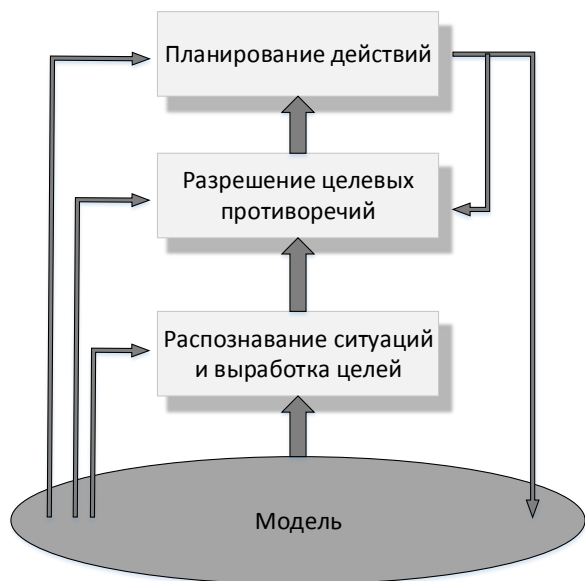 Планирование действий
Разрешение целевых
противоречий
Распознавание ситуаций
и выработка целей
Модель